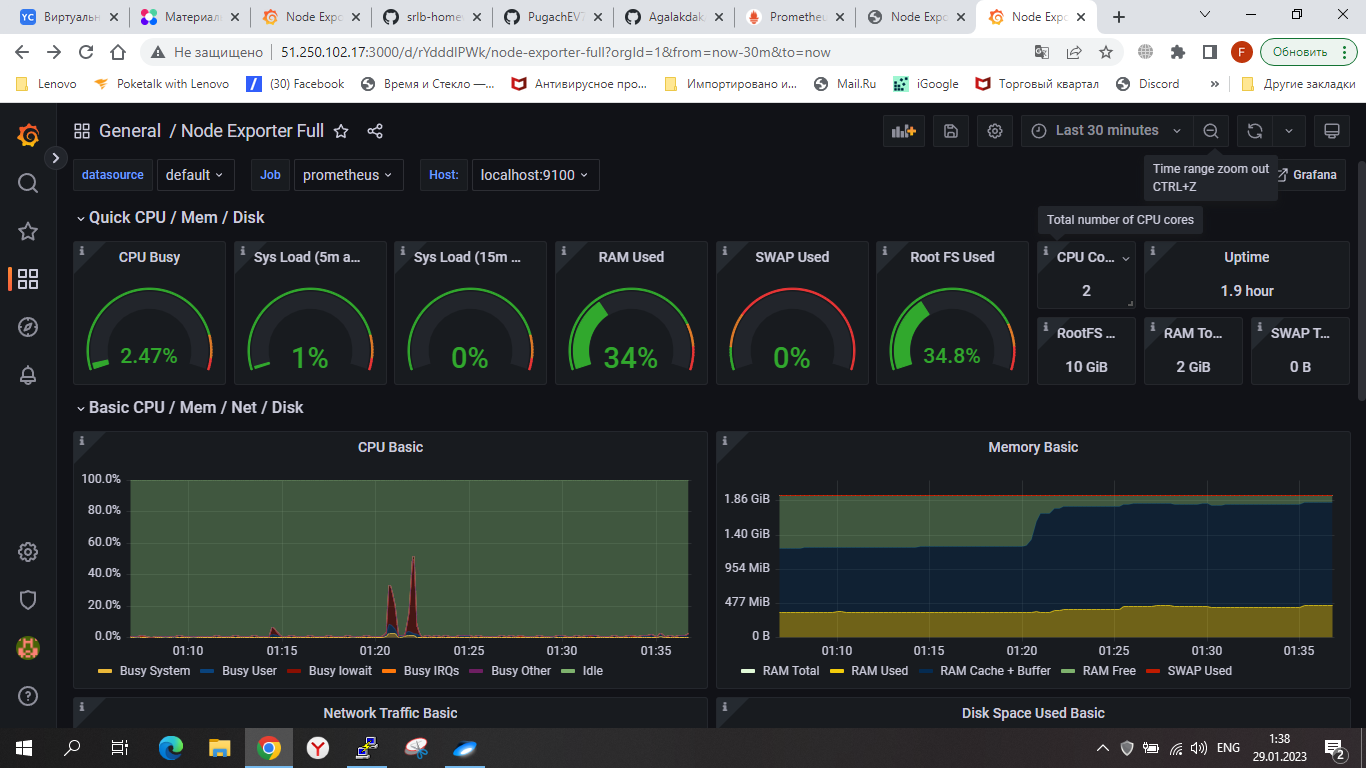 Виртуальн
Материал
Node Expo
srlb-home
PugachEV7
Agalakdak
Prometheu
Node Expo
Node Expo
Не защищено
51.250.102.17:3000/d/rYdddlPWk/node-exporter-full?orgId=1&from=now-30m&to=now
Обновить
Lenovo
Poketalk with Lenovo
(30) Facebook
Время и Стекло —...
Антивирусное про...
Импортировано и...
Mail.Ru
iGoogle
Торговый квартал
Discord
»
Другие закладки
General / Node Exporter Full
Last 30 minutes
datasource
default
Job
prometheus
Host:
localhost:9100
Time range zoom out
CTRL+Z
Grafana
Quick CPU / Mem / Disk
Total number of CPU cores
CPU Busy
2.47%
Sys Load (5m a...
1%
Sys Load (15m ...
0%
RAM Used
34%
SWAP Used
0%
Root FS Used
34.8%
CPU Co...
2
Uptime
1.9 hour
RootFS ...
10 GiB
RAM To...
2 GiB
SWAP T...
0 B
Basic CPU / Mem / Net / Disk
CPU Basic
100.0%
80.0%
60.0%
40.0%
20.0%
0.0%
01:10
01:15
01:20
01:25
01:30
01:35
Busy System
Busy User
Busy Iowait
Busy IRQs
Busy Other
Idle
Memory Basic
1.86 GiB
1.40 GiB
954 MiB
477 MiB
0 B
01:10
01:15
01:20
01:25
01:30
01:35
RAM Total
RAM Used
RAM Cache + Buffer
RAM Free
SWAP Used
Network Traffic Basic
Disk Space Used Basic
ENG
1:38
29.01.2023
2